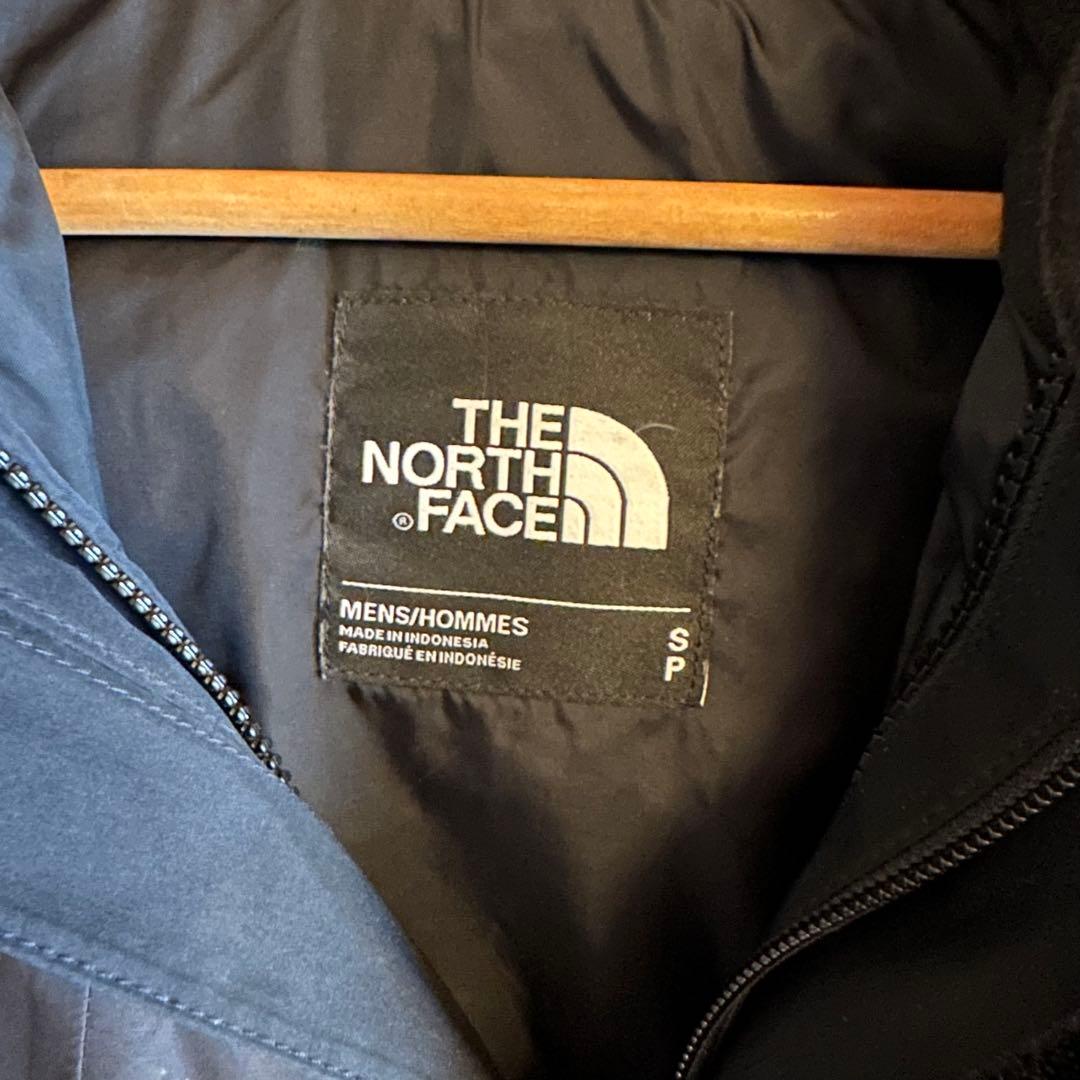 THE
NORTH
®FACE
MENS/HOMMES
MADE IN INDONESIA
FABRIQUÉ EN INDONÉSIE
S
P